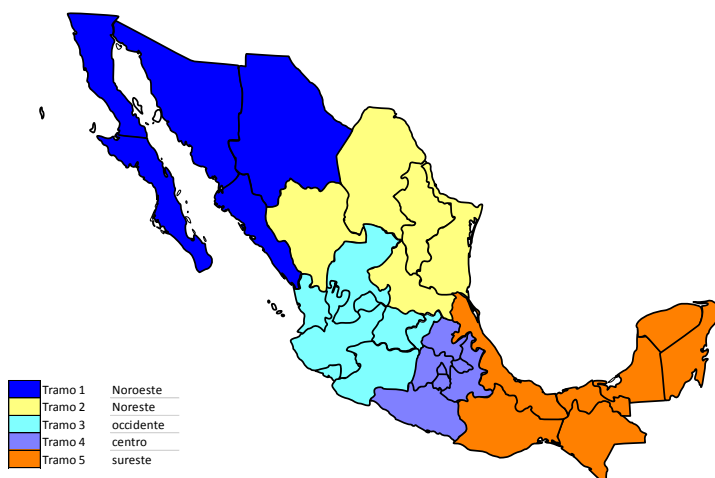 Tramo 1 Noroeste
Tramo 2 Noreste
Tramo 3 occidente
Tramo 4 centro
Tramo 5 sureste